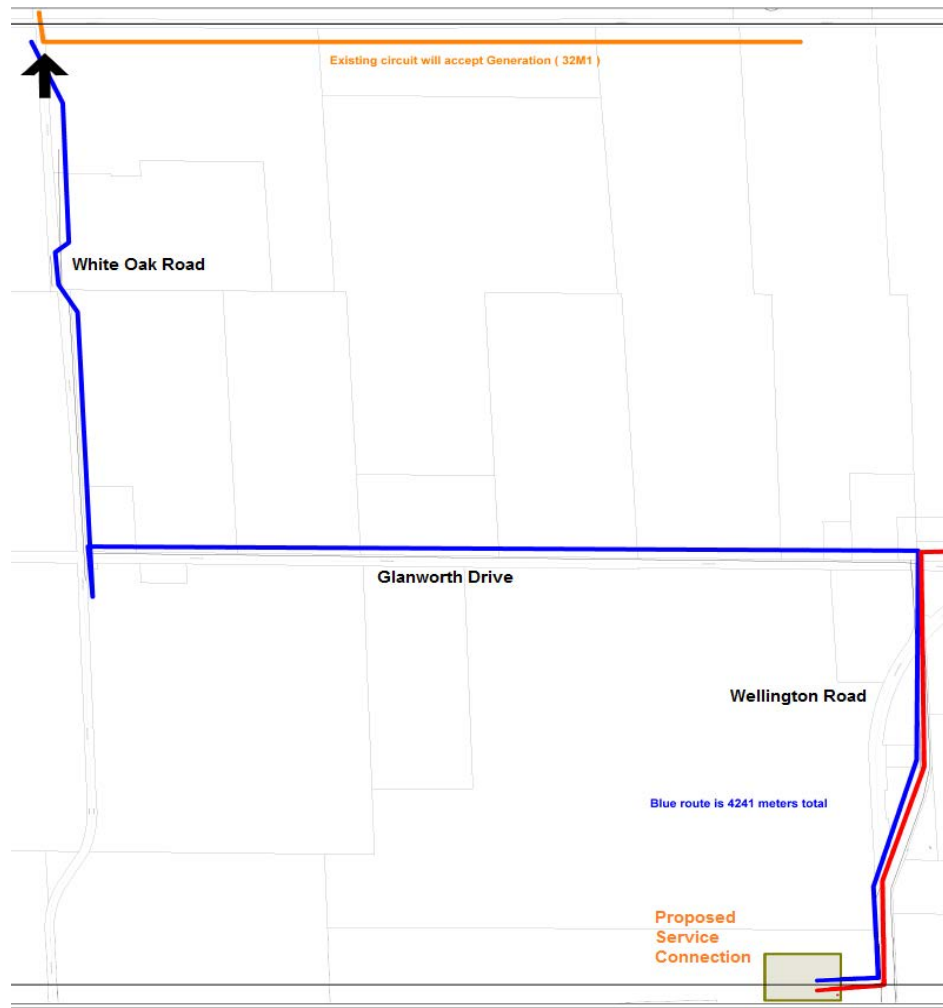 Existing circuit will accept Generation ( 32M1 )
White Oak Road
Glanworth Drive
Wellington Road
Blue route is 4241 meters total
Proposed
Service
Connection